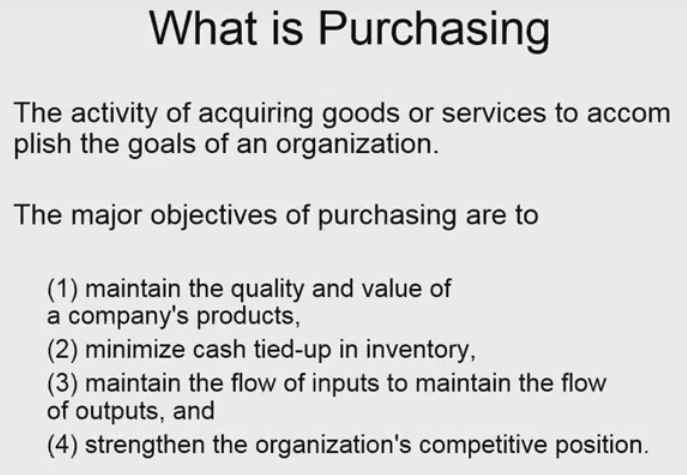 What is Purchasing
The activity of acquiring goods or services to accom
plish the goals of an organization.
The major objectives of purchasing are to
(1) maintain the quality and value of
a company's products,
(2) minimize cash tied-up in inventory,
(3) maintain the flow of inputs to maintain the flow
of outputs, and
(4) strengthen the organization's competitive position.